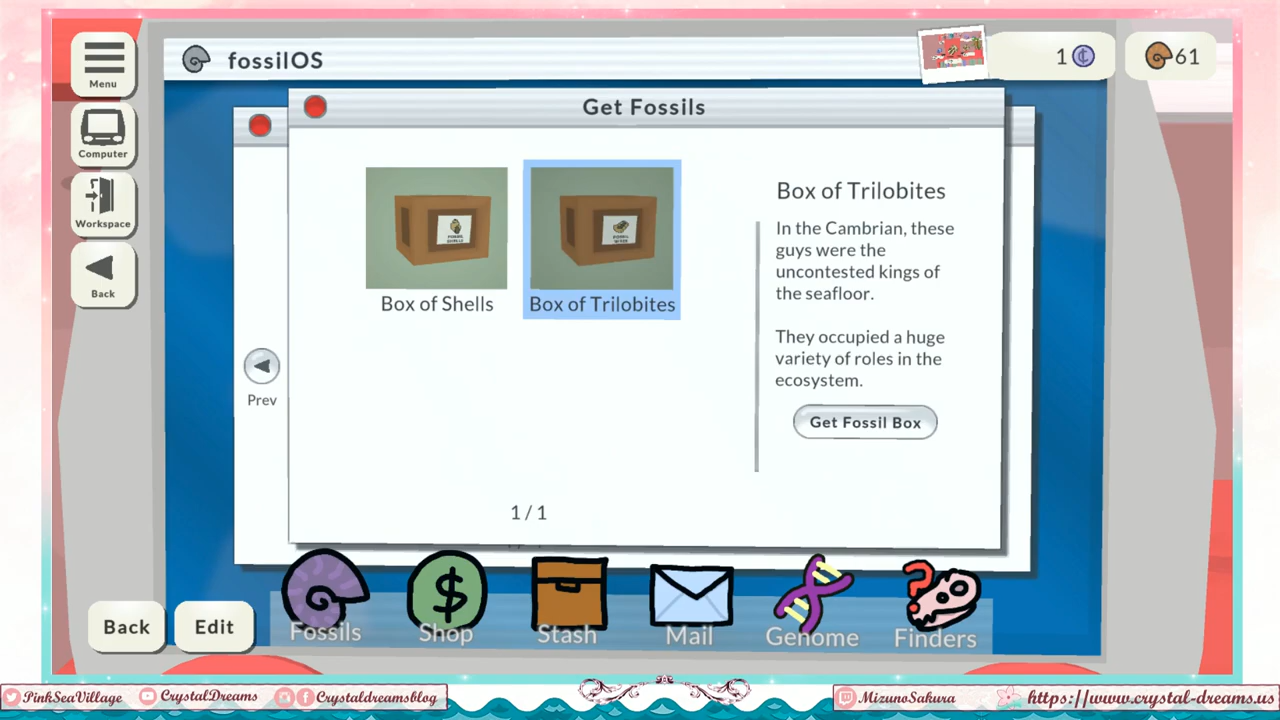 Menu
Computer
Workspace
Back
fossilOS
1
61
Get Fossils
Box of Shells
Box of Trilobites
Box of Trilobites
In the Cambrian, these
guys were the
uncontested kings of
the seafloor.
They occupied a huge
variety of roles in the
ecosystem.
Get Fossil Box
Prev
1 / 1
Back
Edit
Fossils
Shop
Stash
Mail
Genome
Finders
PinkSeaVillage
CrystalDreams
Crystaldreamsblog
MizunoSakura
https://www.crystal-dreams.us